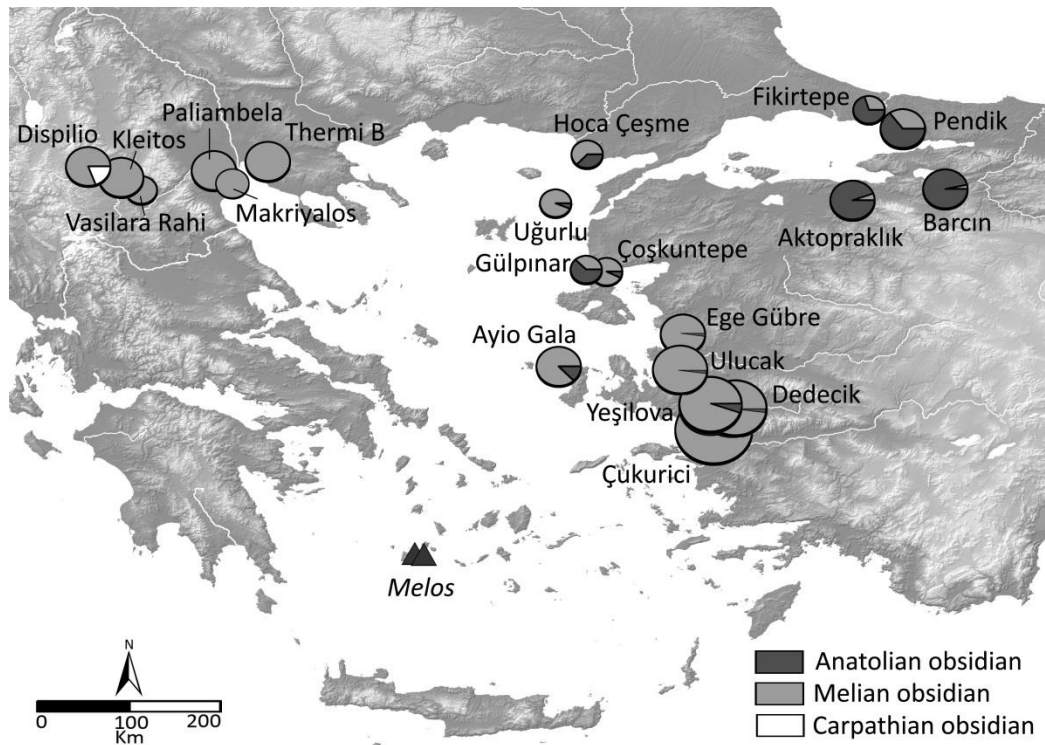 Fikirtepe
Pendik
Paliambela
Thermi B
Hoca Çeşme
Dispilio
Kleitos
Vasilara Rahi
Makriyalos
Uğurlu
Aktopraklık
Barcın
Gülpınar
Çoşkuntepe
Ege Gübre
Ayio Gala
Ulucak
Dedecik
Yeşilova
Çukurici
Melos
N
0 100 200
Km
Anatolian obsidian
Melian obsidian
Carpathian obsidian